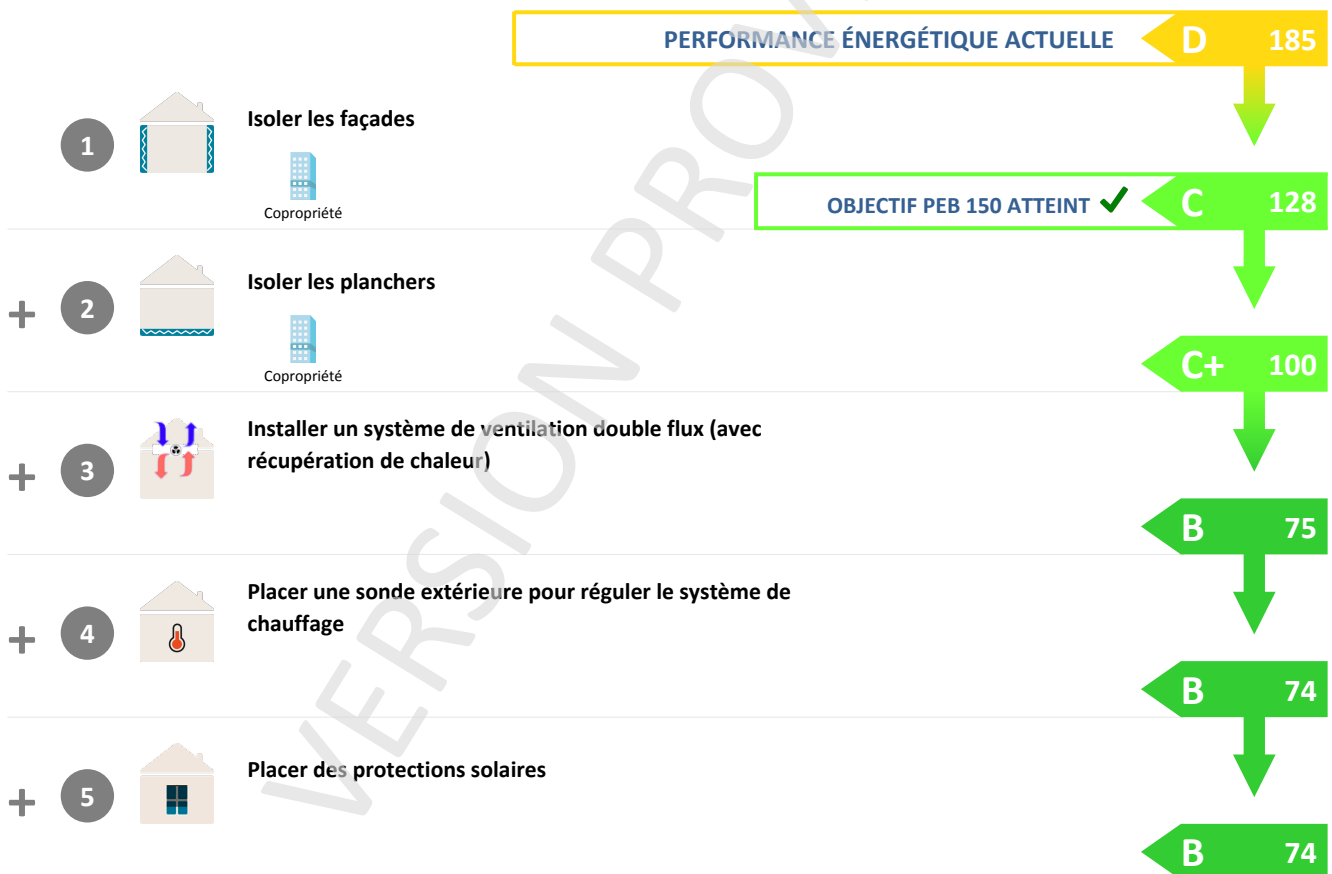 PERFORMANCE ÉNERGÉTIQUE ACTUELLE D 185
1 Isoler les façades
Copropriété
OBJECTIF PEB 150 ATTEINT ✓ C 128
+ 2 Isoler les planchers
Copropriété
C+ 100
+ 3 Installer un système de ventilation double flux (avec
récupération de chaleur)
B 75
+ 4 Placer une sonde extérieure pour réguler le système de
chauffage
B 74
+ 5 Placer des protections solaires
B 74
VERSION PROV